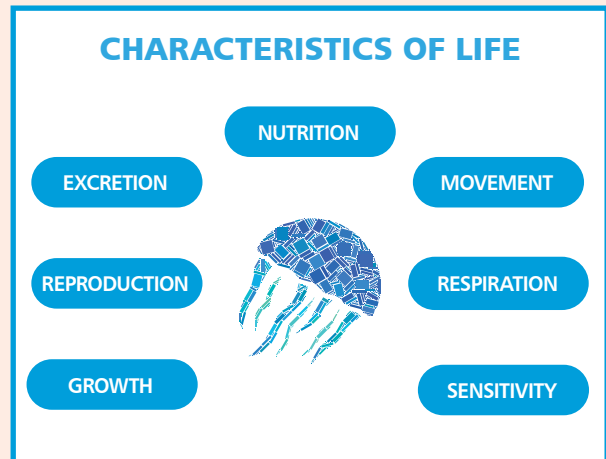 CHARACTERISTICS OF LIFE
NUTRITION
EXCRETION
MOVEMENT
REPRODUCTION
RESPIRATION
GROWTH
SENSITIVITY